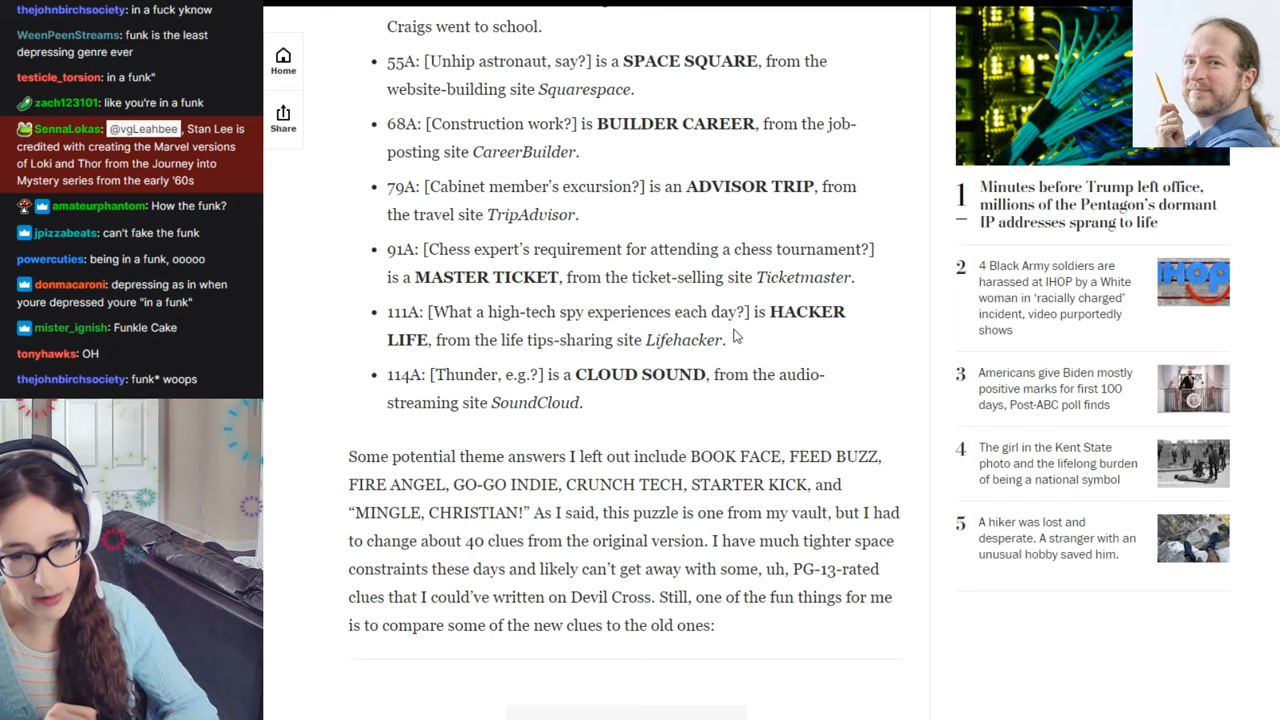 thejohnbirchsociety: in a fuck yknow
WeenPeenStreams: funk is the least
depressing genre ever
testicle_torsion: in a funk"
zach123101: like you're in a funk
SennaLokas: @vgLeahbee, Stan Lee is
credited with creating the Marvel versions
of Loki and Thor from the Journey into
Mystery series from the early '60s
amateurphantom: How the funk?
jpizzabeats: can't fake the funk
powercuties: being in a funk, ooooo
donmacaroni: depressing as in when
youre depressed youre "in a funk"
mister_ignish: Funkle Cake
tonyhawks: OH
thejohnbirchsociety: funk* woops
Home
Share
Craigs went to school.
• 55A: [Unhip astronaut, say?] is a SPACE SQUARE, from the
website-building site Squarespace.
• 68A: [Construction work?] is BUILDER CAREER, from the job-
posting site CareerBuilder.
• 79A: [Cabinet member's excursion?] is an ADVISOR TRIP, from
the travel site TripAdvisor.
• 91A: [Chess expert's requirement for attending a chess tournament?]
is a MASTER TICKET, from the ticket-selling site Ticketmaster.
• 111A: [What a high-tech spy experiences each day?] is HACKER
LIFE, from the life tips-sharing site Lifehacker.
• 114A: [Thunder, e.g.?] is a CLOUD SOUND, from the audio-
streaming site SoundCloud.
Some potential theme answers I left out include BOOK FACE, FEED BUZZ,
FIRE ANGEL, GO-GO INDIE, CRUNCH TECH, STARTER KICK, and
“MINGLE, CHRISTIAN!” As I said, this puzzle is one from my vault, but I had
to change about 40 clues from the original version. I have much tighter space
constraints these days and likely can't get away with some, uh, PG-13-rated
clues that I could've written on Devil Cross. Still, one of the fun things for me
is to compare some of the new clues to the old ones:
1 Minutes before Trump left office,
millions of the Pentagon's dormant
IP addresses sprang to life
2 4 Black Army soldiers are
harassed at IHOP by a White
woman in ‘racially charged’
incident, video purportedly
shows
IHOP
3 Americans give Biden mostly
positive marks for first 100
days, Post-ABC poll finds
4 The girl in the Kent State
photo and the lifelong burden
of being a national symbol
5 A hiker was lost and
desperate. A stranger with an
unusual hobby saved him.